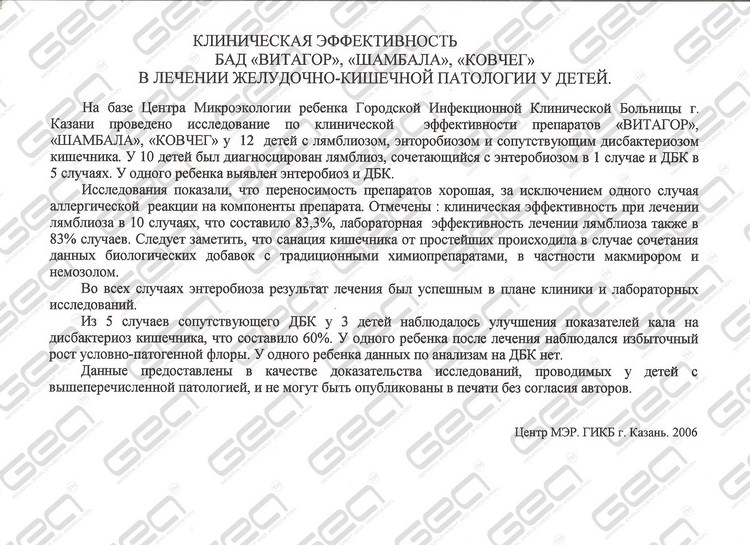 КЛИНИЧЕСКАЯ ЭФФЕКТИВНОСТЬ
БАД «ВИТАГОР», «ШАМБАЛА», «КОВЧЕГ»
В ЛЕЧЕНИИ ЖЕЛУДОЧНО-КИШЕЧНОЙ ПАТОЛОГИИ У ДЕТЕЙ.
На базе Центра Микроэкологии ребенка Городской Инфекционной Клинической Больницы г.
Казани проведено исследование по клинической эффективности препаратов «ВИТАГОР»,
«ШАМБАЛА», «КОВЧЕГ» у 12 детей с лямблиозом, энторобиозом и сопутствующим дисбактериозом
кишечника. У 10 детей был диагносцирован лямблиоз, сочетающийся с энтеробиозом в 1 случае и ДБК в
5 случаях. У одного ребенка выявлен энтеробиоз и ДБК.
Исследования показали, что переносимость препаратов хорошая, за исключением одного случая
аллергической реакции на компоненты препарата. Отмечены : клиническая эффективность при лечении
лямблиоза в 10 случаях, что составило 83,3%, лабораторная эффективность лечении лямблиоза также в
83% случаев. Следует заметить, что санация кишечника от простейших происходила в случае сочетания
данных биологических добавок с традиционными химиопрепаратами, в частности макмирором и
немозолом.
Во всех случаях энтеробиоза результат лечения был успешным в плане клиники и лабораторных
исследований.
Из 5 случаев сопутствующего ДБК у 3 детей наблюдалось улучшения показателей кала на
дисбактериоз кишечника, что составило 60%. У одного ребенка после лечения наблюдался избыточный
рост условно-патогенной флоры. У одного ребенка данных по анализам на ДБК нет.
Данные предоставлены в качестве доказательства исследований, проводимых у детей с
вышеперечисленной патологией, и не могут быть опубликованы в печати без согласия авторов.
Центр МЭР. ГИКБ г. Казань. 2006